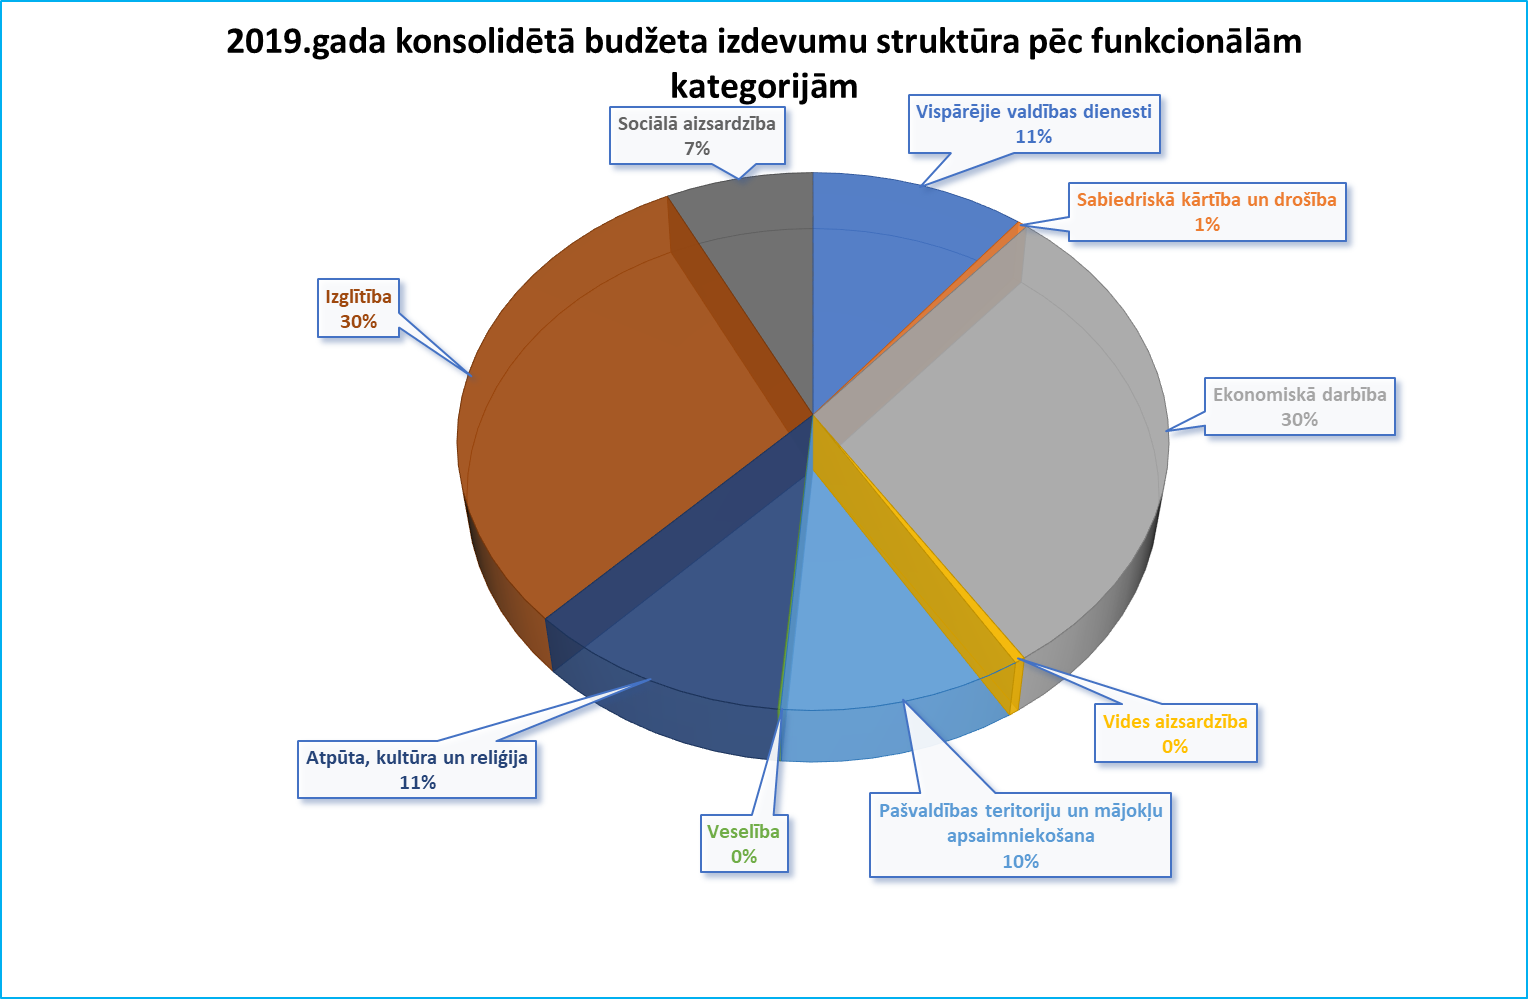 2019.gada konsolidētā budžeta izdevumu struktūra pēc funkcionālām
kategorijām
Vispārējie valdības dienesti
11%
Sabiedriskā kārtība un drošība
1%
Ekonomiskā darbība
30%
Vides aizsardzība
0%
Pašvaldības teritoriju un mājokļu
apsaimniekošana
10%
Veselība
0%
Atpūta, kultūra un reliģija
11%
Izglītība
30%
Sociālā aizsardzība
7%